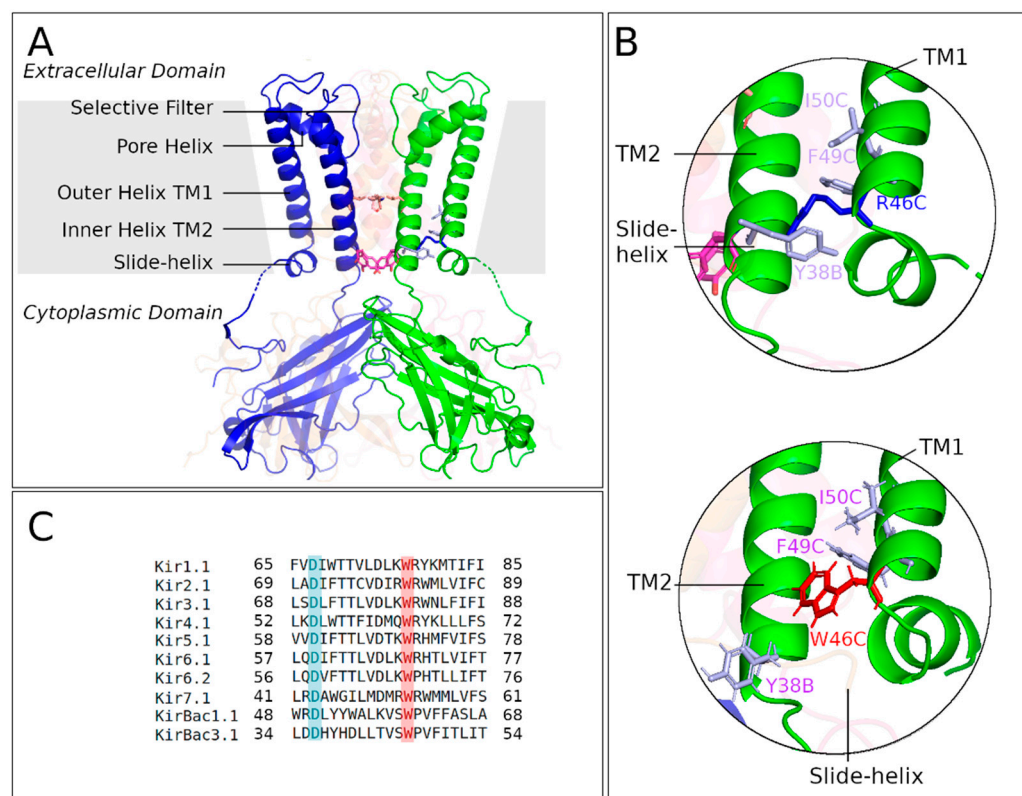 A
Extracellular Domain
Selective Filter
Pore Helix
Outer Helix TM1
Inner Helix TM2
Slide-helix
Cytoplasmic Domain
B
TM1
I50C
TM2
F49C
R46C
Slide-
helix
Y38B
TM1
I50C
F49C
TM2
W46C
Y38B
Slide-helix
C
Kir1.1 65 FVDIWTTVLDLKWRYKMTIFI 85
Kir2.1 69 LADIFTTCVDIRWRWMLVIFC 89
Kir3.1 68 LSDLFTTLVDLKWRWNLFIFI 88
Kir4.1 52 LKDLWTTFIDMQWRYKLLLFS 72
Kir5.1 58 VVDIFTTLVDTKWRHMFVIFS 78
Kir6.1 57 LQDIFTTLVDLKWRHTLVIFT 77
Kir6.2 56 LQDVFTTLVDLKWPHTLLIFT 76
Kir7.1 41 LRDAWGILMDMRWRWMMLVFS 61
KirBac1.1 48 WRDLYYWALKVSWPVFFASLA 68
KirBac3.1 34 LDDHYHDLLTVSWPVFITLIT 54